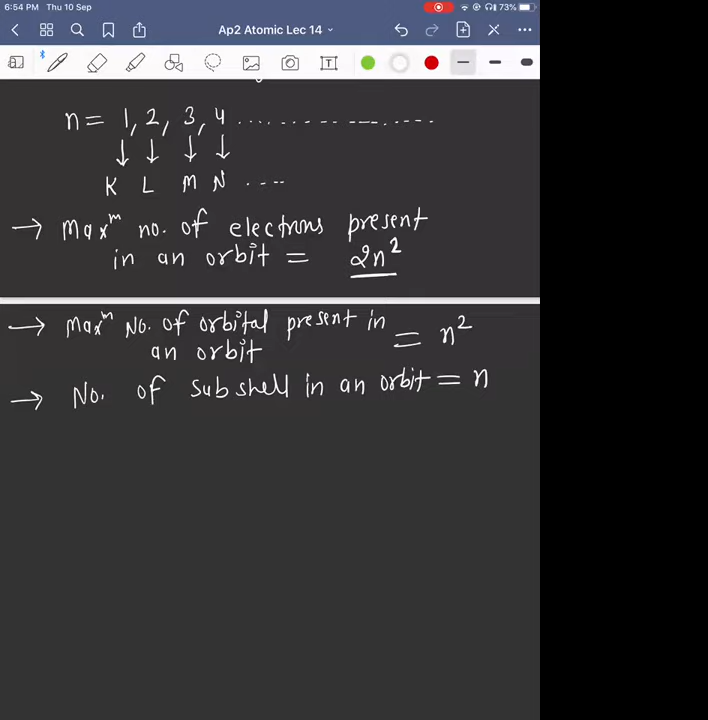 6:54 PM Thu 10 Sep 73%
Ap2 Atomic Lec 14
n = 1, 2, 3, 4 ..................
K L M N ....
→ Maxᵐ no. of electrons present
in an orbit = 2n²
→ Maxᵐ No. of orbital present in
an orbit = n²
→ No. of subshell in an orbit = n